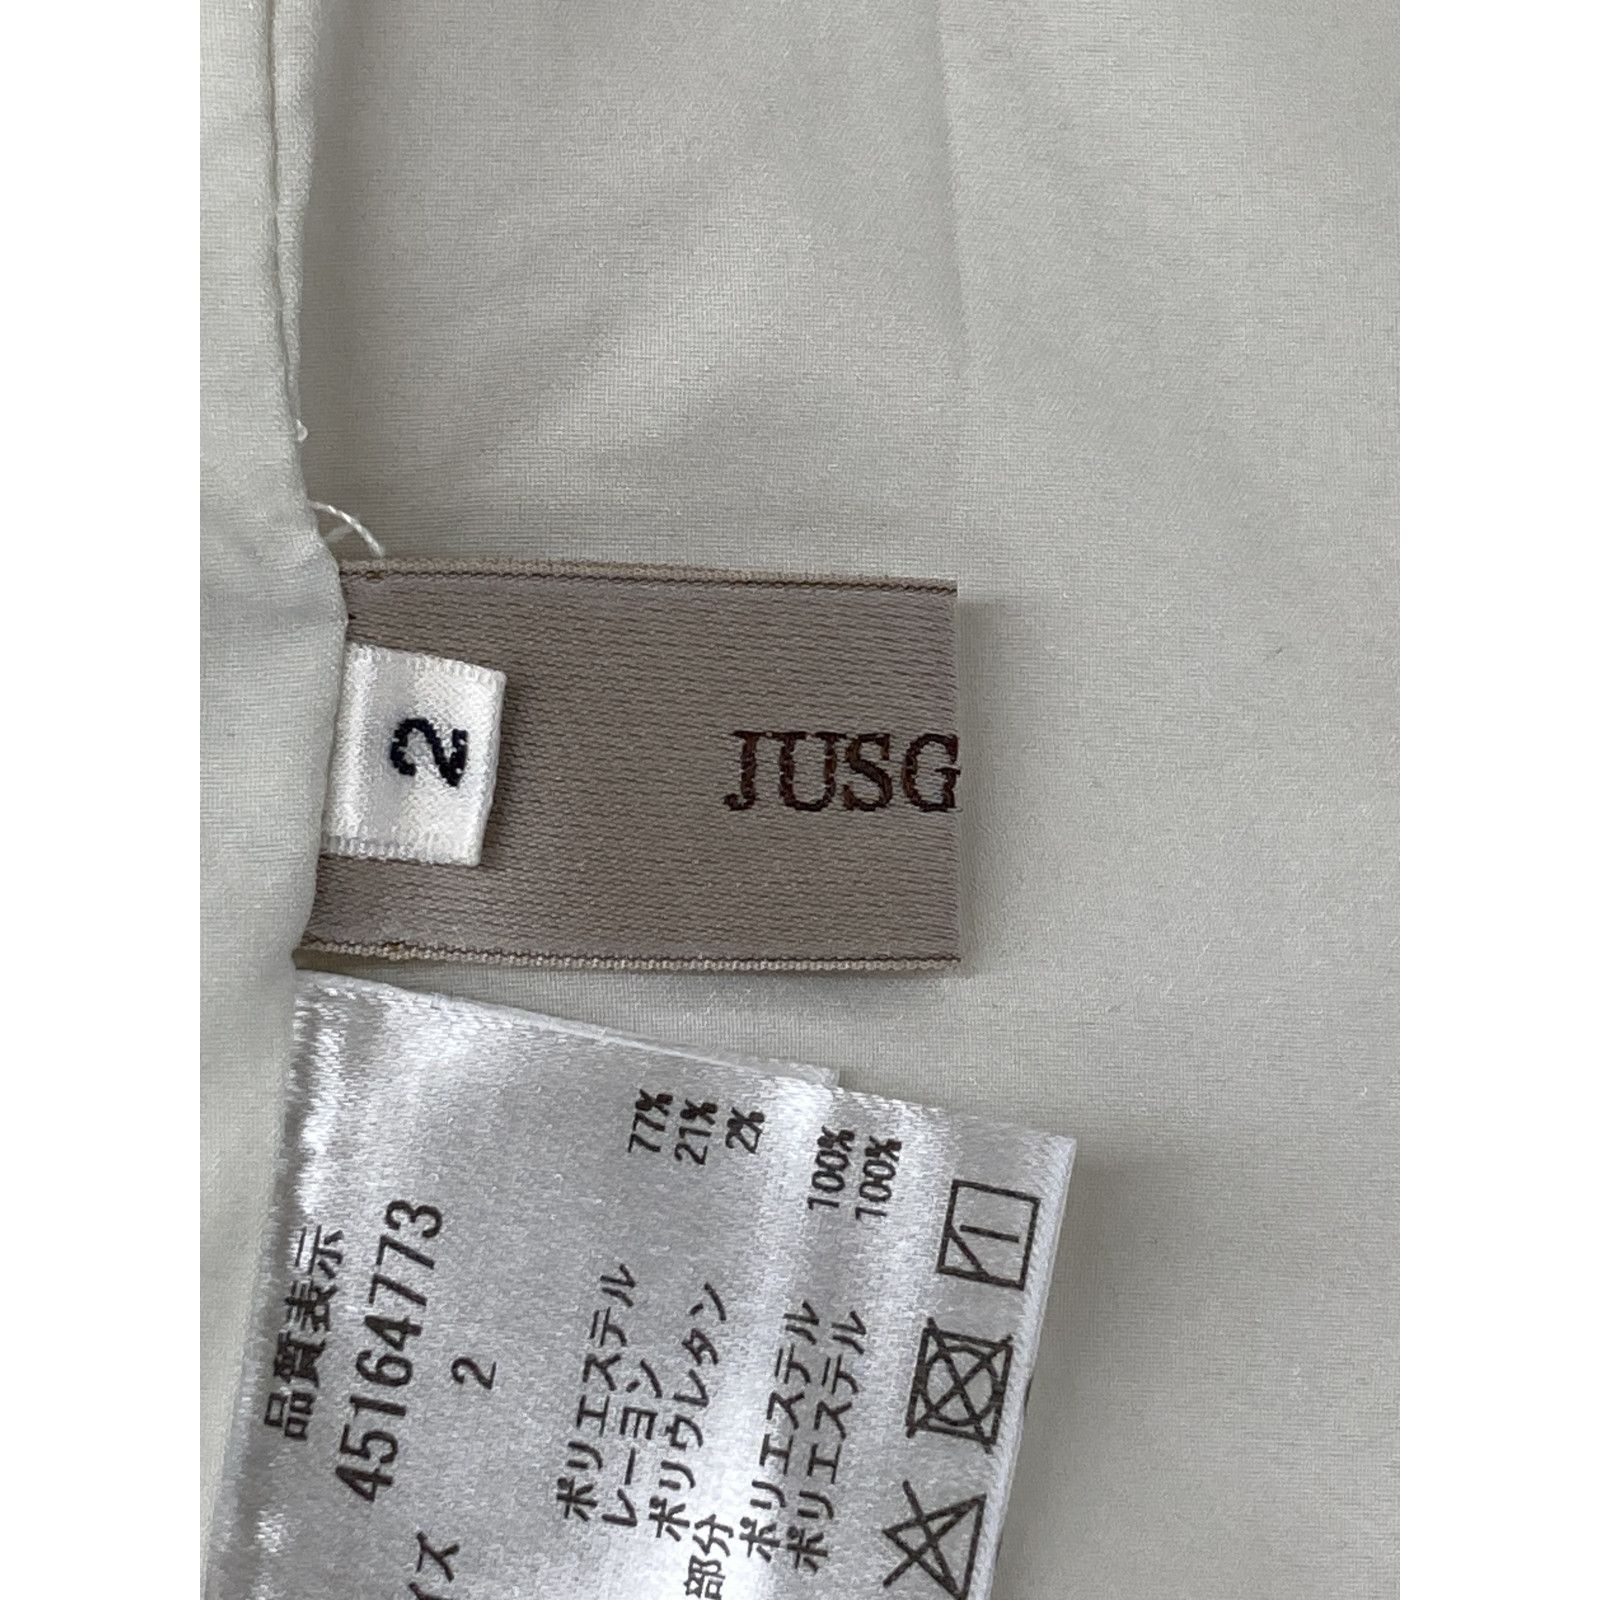 2
JUSG
品質表示
45164773
イズ 2
ポリエステル 77%
レーヨン 21%
ポリウレタン 2%
部分
ポリエステル 100%
ポリエステル 100%